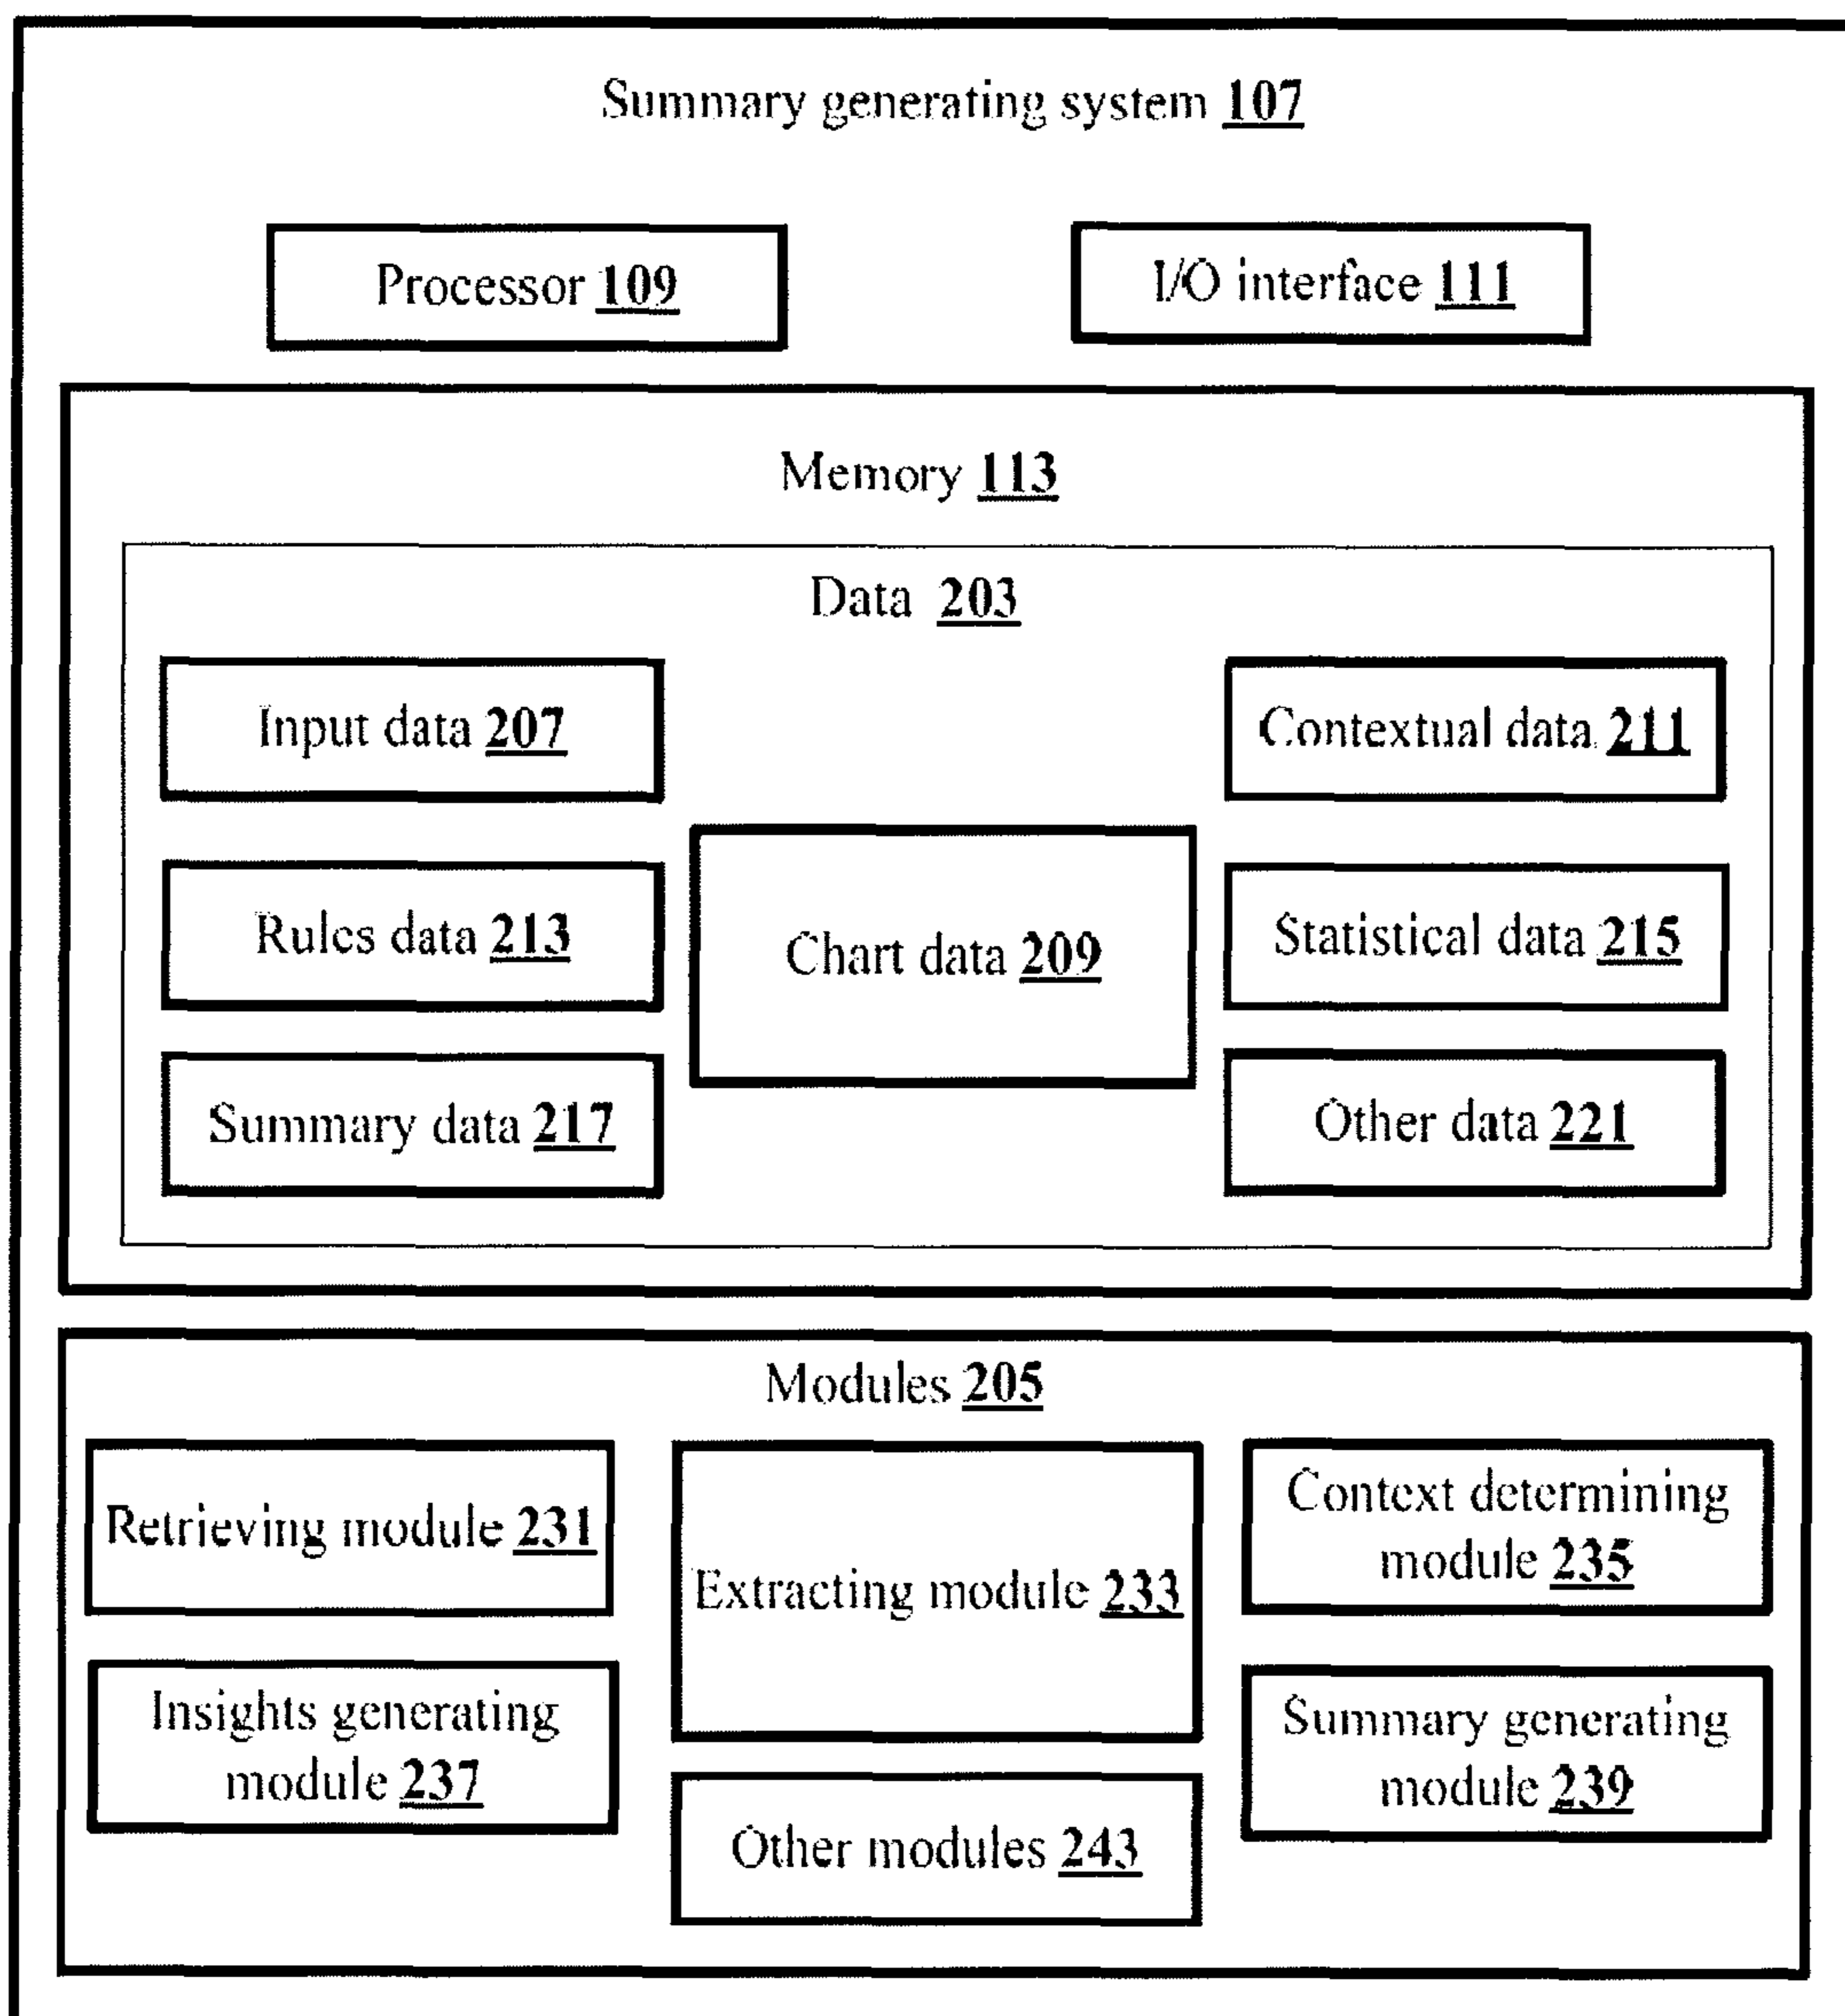 Summary generating system 107
Processor 109
I/O interface 111
Memory 113
Data 203
Input data 207
Contextual data 211
Rules data 213
Chart data 209
Statistical data 215
Summary data 217
Other data 221
Modules 205
Retrieving module 231
Extracting module 233
Context determining
module 235
Insights generating
module 237
Summary generating
module 239
Other modules 243